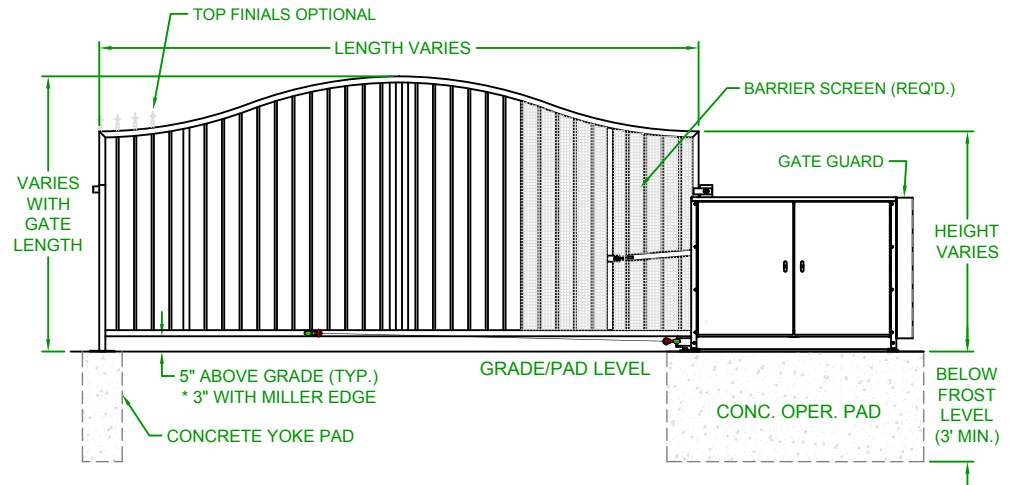 TOP FINIALS OPTIONAL
LENGTH VARIES
BARRIER SCREEN (REQ'D.)
GATE GUARD
VARIES
WITH
GATE
LENGTH
HEIGHT
VARIES
5" ABOVE GRADE (TYP.)
* 3" WITH MILLER EDGE
GRADE/PAD LEVEL
CONCRETE YOKE PAD
CONC. OPER. PAD
BELOW
FROST
LEVEL
(3' MIN.)